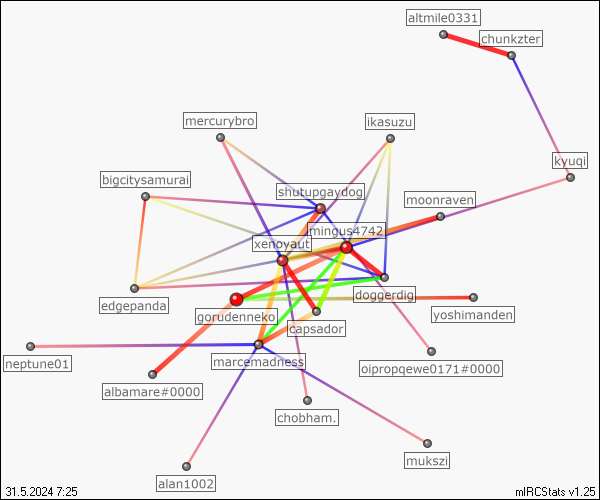 altmile0331
chunkzter
mercurybro
ikasuzu
kyuqi
bigcitysamurai
shutupgaydog
moonraven
mingus4742
xenoyaut
doggerdig
edgepanda
gorudenneko
yoshimanden
capsador
neptune01
marcemadness
oipropqewe0171#0000
albamare#0000
chobham.
mukszi
alan1002
31.5.2024 7:25
mIRCStats v1.25